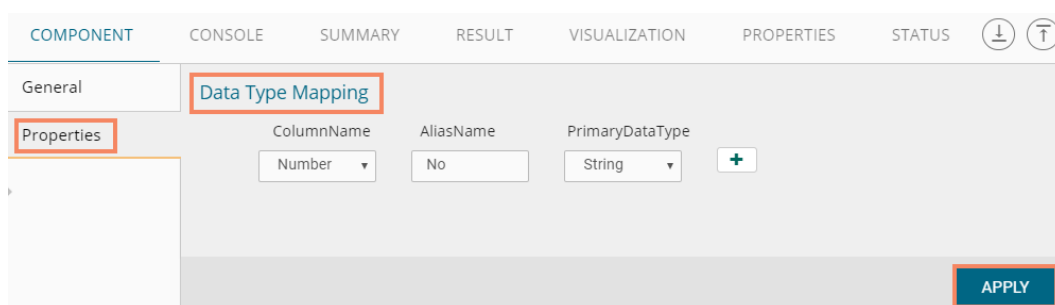 COMPONENT CONSOLE SUMMARY RESULT VISUALIZATION PROPERTIES STATUS
General
Data Type Mapping
Properties
ColumnName AliasName PrimaryDataType
Number No String
APPLY